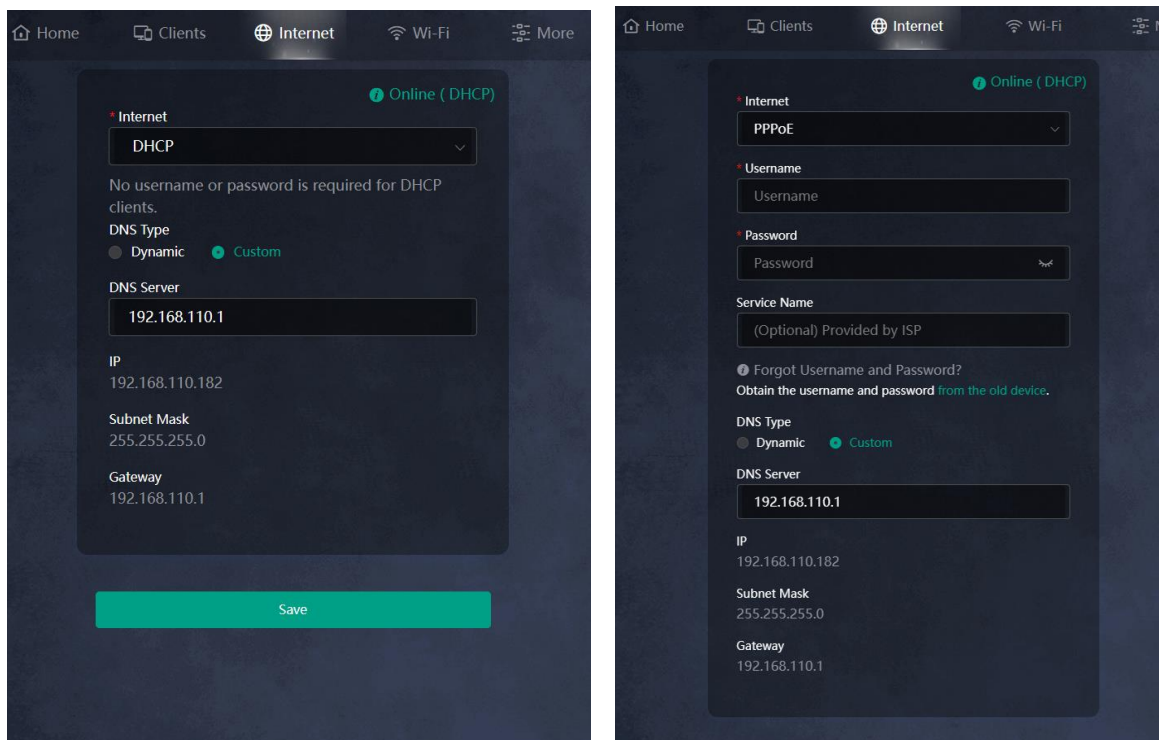 Home Clients Internet Wi-Fi More
Online ( DHCP)
* Internet
DHCP
No username or password is required for DHCP
clients.
DNS Type
Dynamic Custom
DNS Server
192.168.110.1
IP
192.168.110.182
Subnet Mask
255.255.255.0
Gateway
192.168.110.1
Save
Home Clients Internet Wi-Fi
Online ( DHCP)
* Internet
PPPoE
* Username
Username
* Password
Password
Service Name
(Optional) Provided by ISP
Forgot Username and Password?
Obtain the username and password from the old device.
DNS Type
Dynamic Custom
DNS Server
192.168.110.1
IP
192.168.110.182
Subnet Mask
255.255.255.0
Gateway
192.168.110.1